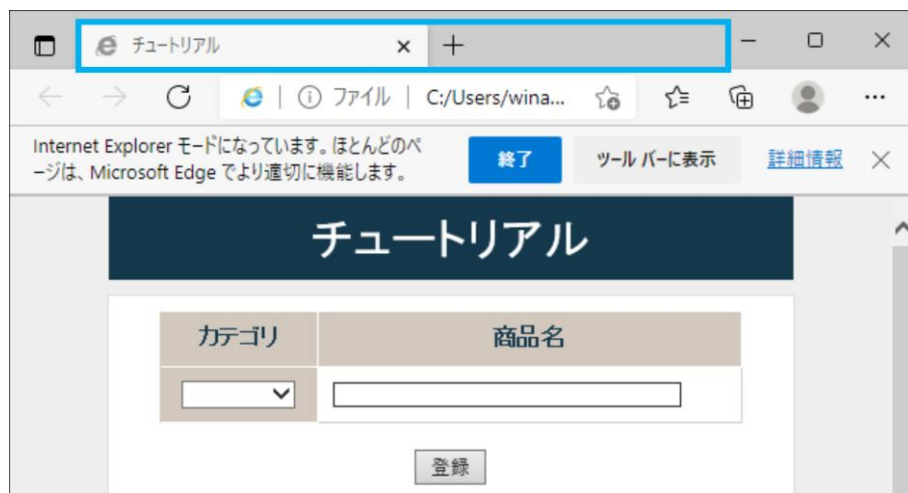 チュートリアル
ファイル | C:/Users/wina...
Internet Explorer モードになっています。ほとんどのペ
ージは、Microsoft Edge でより適切に機能します。
終了
ツール バーに表示
詳細情報
チュートリアル
カテゴリ
商品名
登録